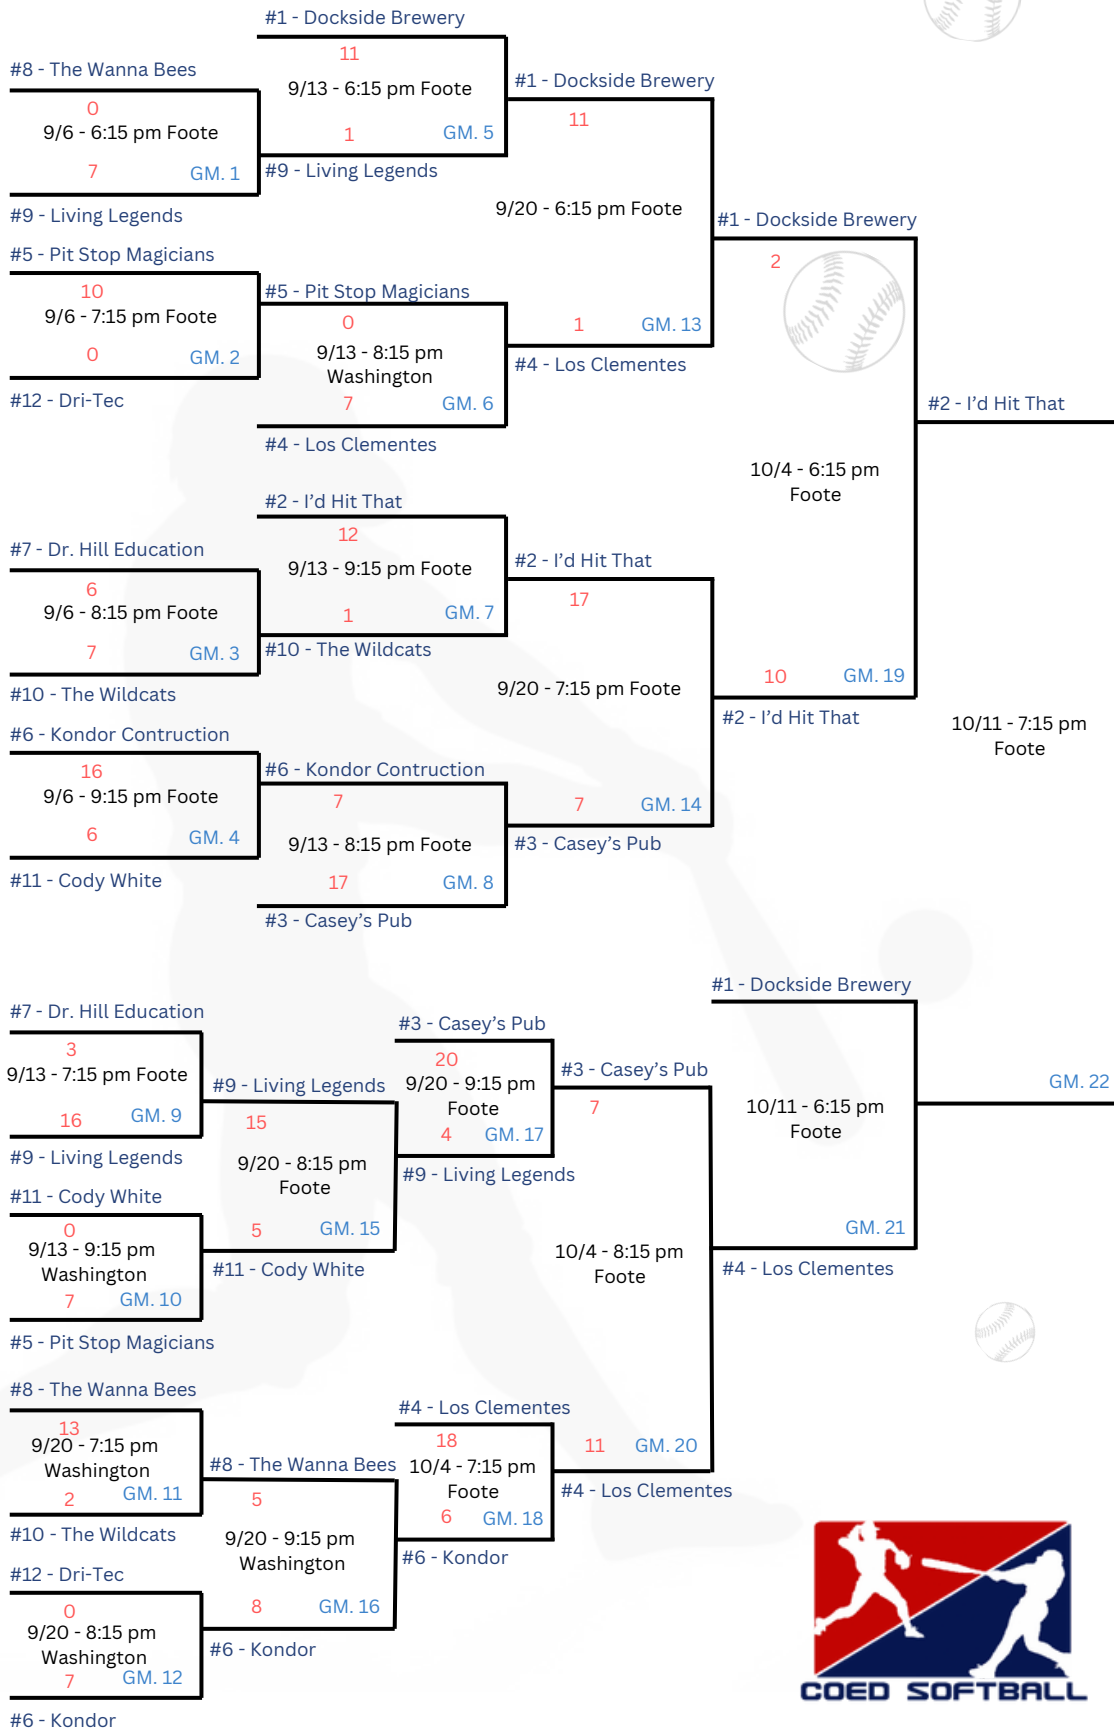 #1 - Dockside Brewery
11
9/13 - 6:15 pm Foote
1
GM. 5
#9 - Living Legends
#8 - The Wanna Bees
0
9/6 - 6:15 pm Foote
7
GM. 1
#9 - Living Legends
#1 - Dockside Brewery
11
9/20 - 6:15 pm Foote
1
GM. 13
#4 - Los Clementes
#5 - Pit Stop Magicians
10
9/6 - 7:15 pm Foote
0
GM. 2
#12 - Dri-Tec
#5 - Pit Stop Magicians
0
9/13 - 8:15 pm
Washington
7
GM. 6
#4 - Los Clementes
#1 - Dockside Brewery
2
10/4 - 6:15 pm
Foote
10
GM. 19
#2 - I’d Hit That
#2 - I’d Hit That
10/11 - 7:15 pm
Foote
#2 - I’d Hit That
12
9/13 - 9:15 pm Foote
1
GM. 7
#10 - The Wildcats
#7 - Dr. Hill Education
6
9/6 - 8:15 pm Foote
7
GM. 3
#10 - The Wildcats
#2 - I’d Hit That
17
9/20 - 7:15 pm Foote
7
GM. 14
#3 - Casey’s Pub
#6 - Kondor Contruction
16
9/6 - 9:15 pm Foote
6
GM. 4
#11 - Cody White
#6 - Kondor Contruction
7
9/13 - 8:15 pm Foote
17
GM. 8
#3 - Casey’s Pub
#7 - Dr. Hill Education
3
9/13 - 7:15 pm Foote
16
GM. 9
#9 - Living Legends
#9 - Living Legends
15
9/20 - 8:15 pm
Foote
5
GM. 15
#11 - Cody White
#3 - Casey’s Pub
20
9/20 - 9:15 pm
Foote
4
GM. 17
#9 - Living Legends
#3 - Casey’s Pub
7
10/4 - 8:15 pm
Foote
11
GM. 20
#4 - Los Clementes
#1 - Dockside Brewery
10/11 - 6:15 pm
Foote
GM. 21
#4 - Los Clementes
GM. 22
#11 - Cody White
0
9/13 - 9:15 pm
Washington
7
GM. 10
#5 - Pit Stop Magicians
#8 - The Wanna Bees
13
9/20 - 7:15 pm
Washington
2
GM. 11
#10 - The Wildcats
#8 - The Wanna Bees
5
9/20 - 9:15 pm
Washington
8
GM. 16
#6 - Kondor
#4 - Los Clementes
18
10/4 - 7:15 pm
Foote
6
GM. 18
#6 - Kondor
#12 - Dri-Tec
0
9/20 - 8:15 pm
Washington
7
GM. 12
#6 - Kondor
COED SOFTBALL